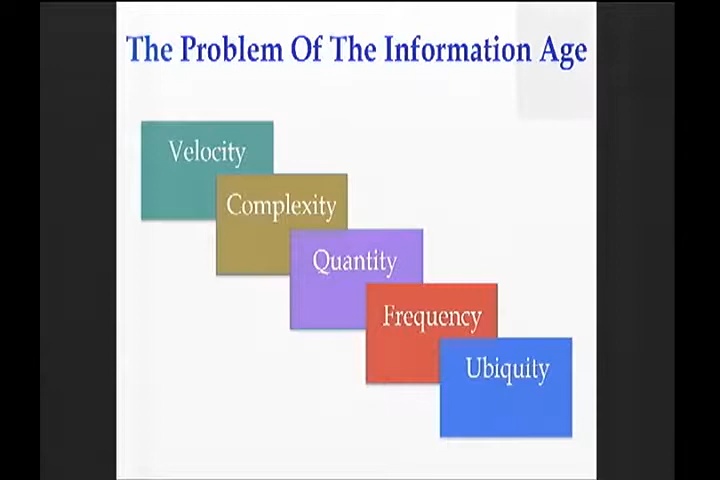 The Problem Of The Information Age
Velocity
Complexity
Quantity
Frequency
Ubiquity